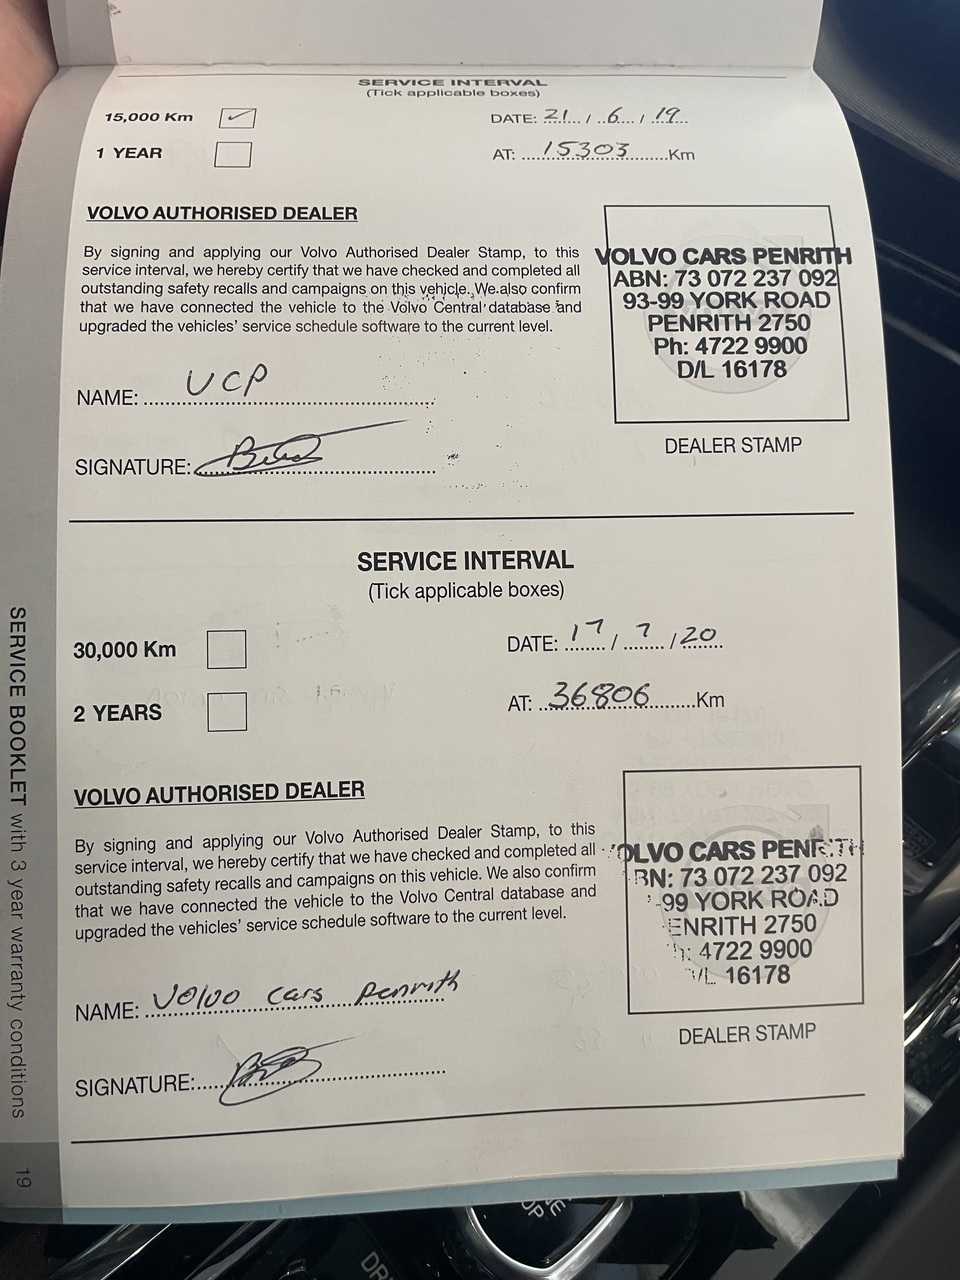 SERVICE INTERVAL
(Tick applicable boxes)
15,000 Km ✓ DATE: 21 / 6 / 19
1 YEAR AT: 15303 Km
VOLVO AUTHORISED DEALER
By signing and applying our Volvo Authorised Dealer Stamp, to this
service interval, we hereby certify that we have checked and completed all
outstanding safety recalls and campaigns on this vehicle. We also confirm
that we have connected the vehicle to the Volvo Central database and
upgraded the vehicles' service schedule software to the current level.
VOLVO CARS PENRITH
ABN: 73 072 237 092
93-99 YORK ROAD
PENRITH 2750
Ph: 4722 9900
D/L 16178
NAME: VCP
SIGNATURE:
DEALER STAMP
SERVICE INTERVAL
(Tick applicable boxes)
30,000 Km DATE: 17 / 7 / 20
2 YEARS AT: 36806 Km
VOLVO AUTHORISED DEALER
By signing and applying our Volvo Authorised Dealer Stamp, to this
service interval, we hereby certify that we have checked and completed all
outstanding safety recalls and campaigns on this vehicle. We also confirm
that we have connected the vehicle to the Volvo Central database and
upgraded the vehicles' service schedule software to the current level.
OLVO CARS PENRITH
BN: 73 072 237 092
-99 YORK ROAD
ENRITH 2750
h: 4722 9900
/L 16178
NAME: Volvo Cars Penrith
SIGNATURE:
DEALER STAMP
SERVICE BOOKLET with 3 year warranty conditions
19